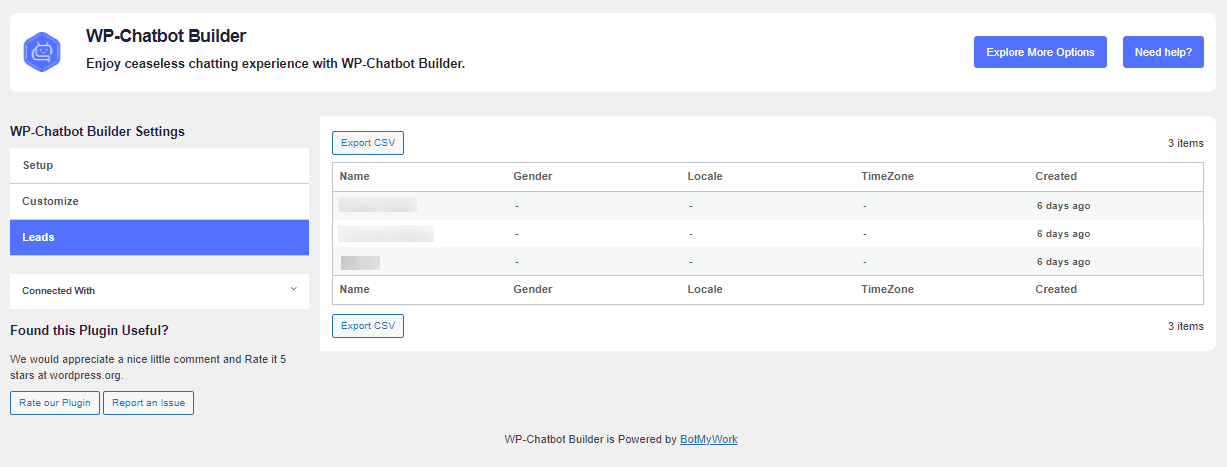 WP-Chatbot Builder
Enjoy ceaseless chatting experience with WP-Chatbot Builder.
Explore More Options
Need help?
WP-Chatbot Builder Settings
Setup
Customize
Leads
Connected With
Found this Plugin Useful?
We would appreciate a nice little comment and Rate it 5
stars at wordpress.org.
Rate our Plugin Report an Issue
Export CSV 3 items
Name Gender Locale TimeZone Created
- - - 6 days ago
- - - 6 days ago
- - - 6 days ago
Name Gender Locale TimeZone Created
Export CSV 3 items
WP-Chatbot Builder is Powered by BotMyWork